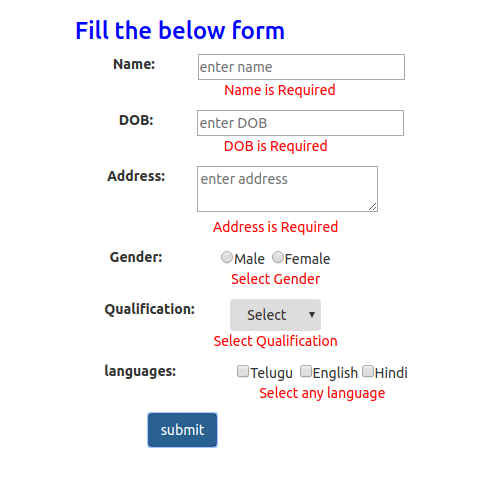 Fill the below form
Name: enter name
Name is Required
DOB: enter DOB
DOB is Required
Address: enter address
Address is Required
Gender: Male Female
Select Gender
Qualification: Select
Select Qualification
languages: Telugu English Hindi
Select any language
submit